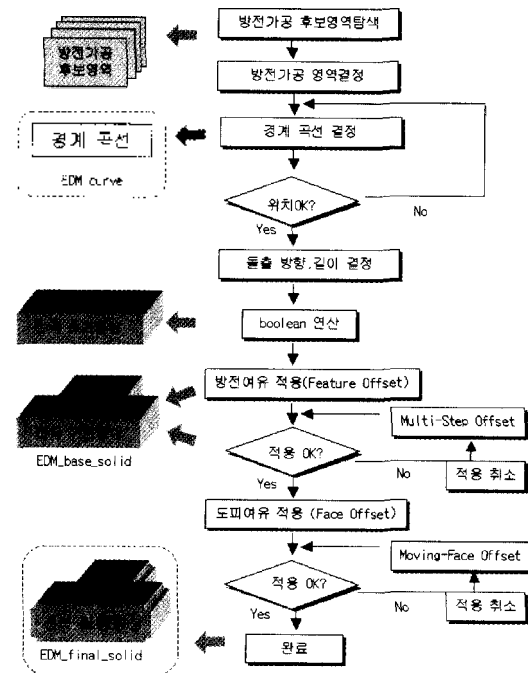 방전가공 후보영역탐색
방전가공
후보영역
방전가공 영역결정
경계 곡선 결정
경계 곡선
EDM curve
위치OK?
No
Yes
돌출 방향,길이 결정
boolean 연산
방전여유 적용(Feature Offset)
Multi-Step Offset
적용 OK?
EDM_base_solid
No
적용 취소
Yes
도피여유 적용 (Face Offset)
Moving-Face Offset
적용 OK?
No
적용 취소
Yes
EDM_final_solid
완료